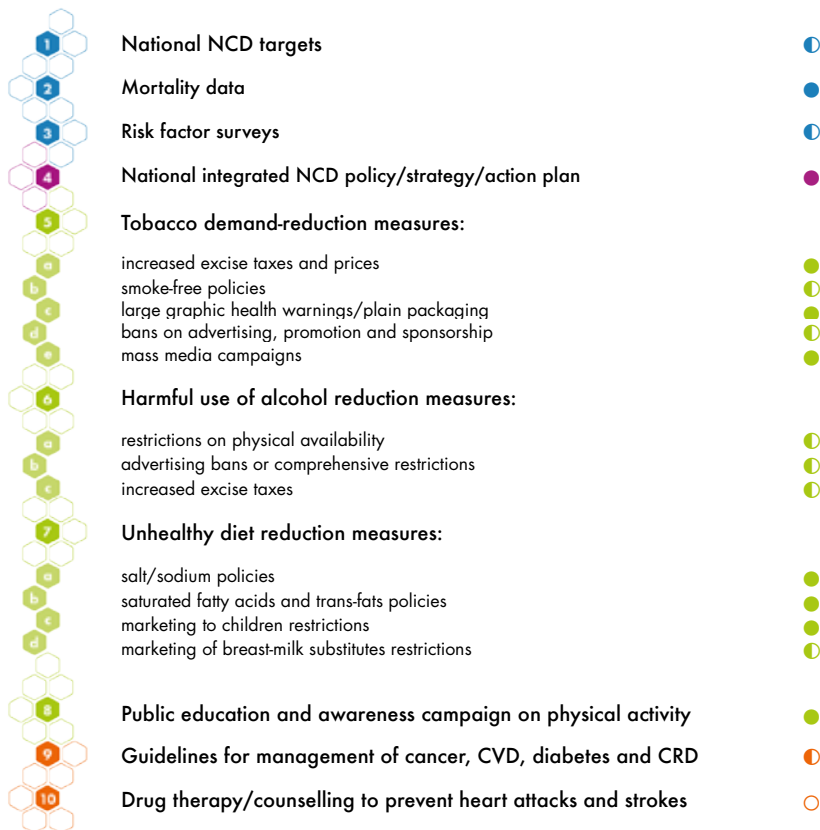 1 National NCD targets
2 Mortality data
3 Risk factor surveys
4 National integrated NCD policy/strategy/action plan
5 Tobacco demand-reduction measures:
a increased excise taxes and prices
b smoke-free policies
c large graphic health warnings/plain packaging
d bans on advertising, promotion and sponsorship
e mass media campaigns
6 Harmful use of alcohol reduction measures:
a restrictions on physical availability
b advertising bans or comprehensive restrictions
c increased excise taxes
7 Unhealthy diet reduction measures:
a salt/sodium policies
b saturated fatty acids and trans-fats policies
c marketing to children restrictions
d marketing of breast-milk substitutes restrictions
8 Public education and awareness campaign on physical activity
9 Guidelines for management of cancer, CVD, diabetes and CRD
10 Drug therapy/counselling to prevent heart attacks and strokes